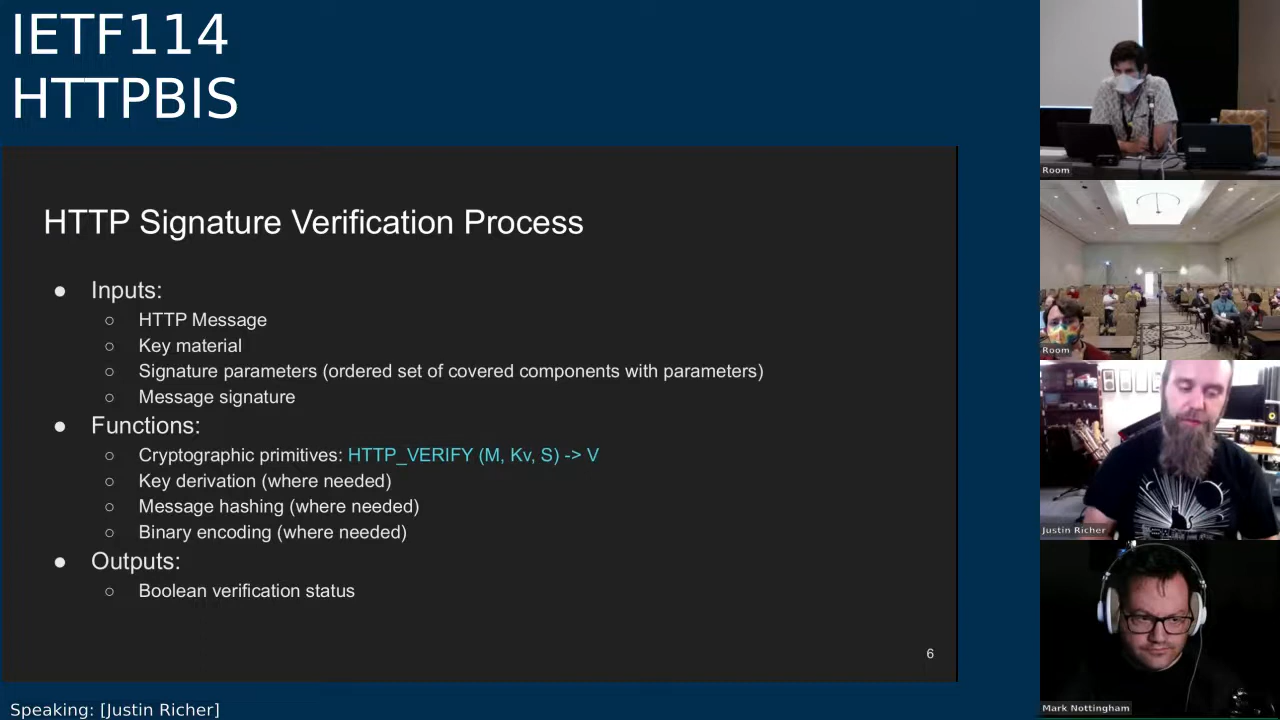 IETF114
HTTPBIS
HTTP Signature Verification Process
● Inputs:
○ HTTP Message
○ Key material
○ Signature parameters (ordered set of covered components with parameters)
○ Message signature
● Functions:
○ Cryptographic primitives: HTTP_VERIFY (M, Kv, S) -> V
○ Key derivation (where needed)
○ Message hashing (where needed)
○ Binary encoding (where needed)
● Outputs:
○ Boolean verification status
6
Speaking: [Justin Richer]
Room
Room
Justin Richer
Mark Nottingham